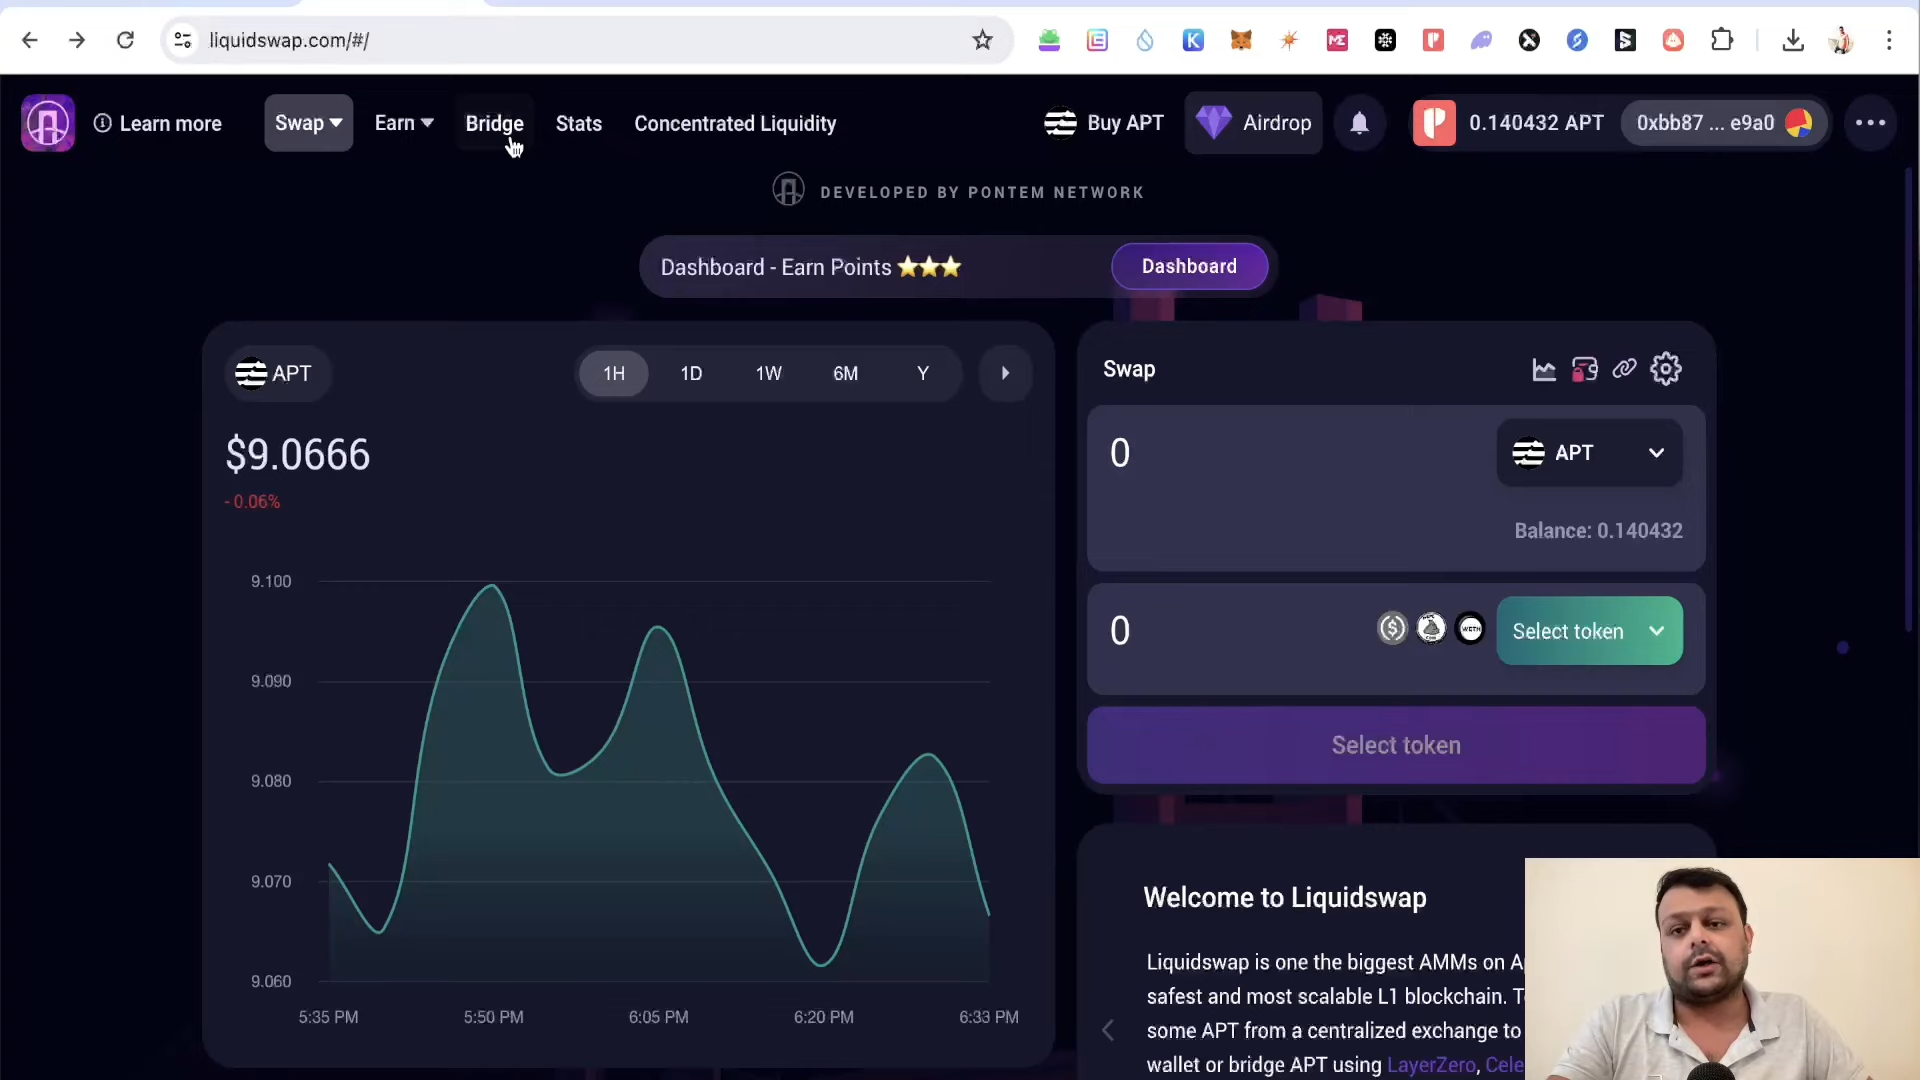 liquidswap.com/#/
Learn more
Swap
Earn
Bridge
Stats
Concentrated Liquidity
Buy APT
Airdrop
0.140432 APT
0xbb87 ... e9a0
DEVELOPED BY PONTEM NETWORK
Dashboard - Earn Points
Dashboard
APT
1H
1D
1W
6M
Y
$9.0666
- 0.06%
9.100
9.090
9.080
9.070
9.060
5:35 PM
5:50 PM
6:05 PM
6:20 PM
6:33 PM
Swap
0
APT
Balance: 0.140432
0
WETH
Select token
Select token
Welcome to Liquidswap
Liquidswap is one the biggest AMMs on
safest and most scalable L1 blockchain.
some APT from a centralized exchange to
wallet or bridge APT using LayerZero,